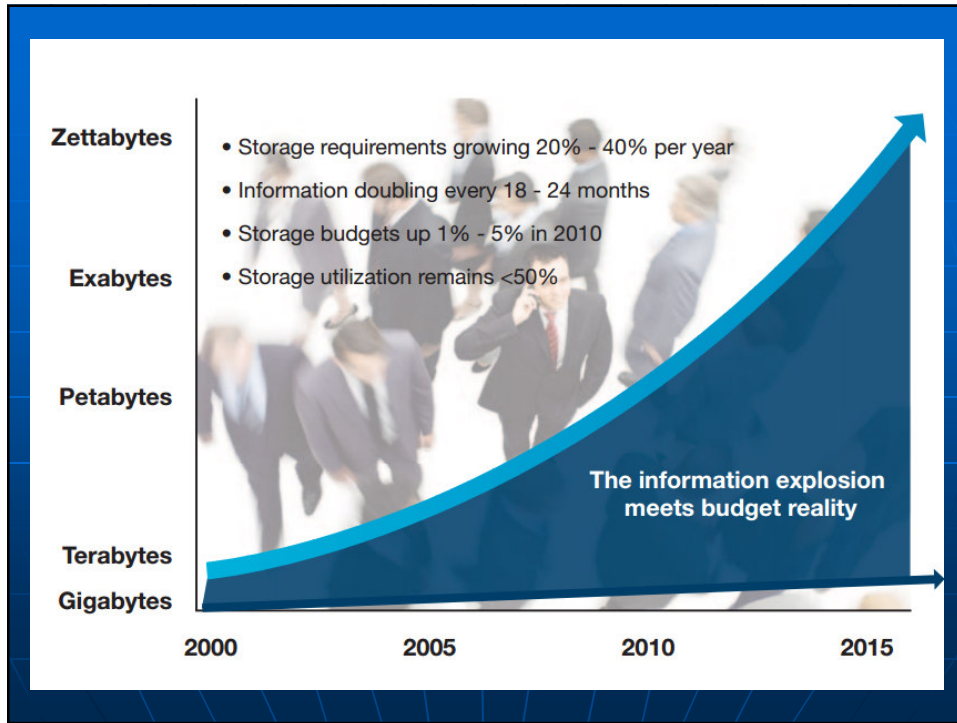 Zettabytes
• Storage requirements growing 20% - 40% per year
• Information doubling every 18 - 24 months
• Storage budgets up 1% - 5% in 2010
Exabytes
• Storage utilization remains <50%
Petabytes
The information explosion
meets budget reality
Terabytes
Gigabytes
2000 2005 2010 2015